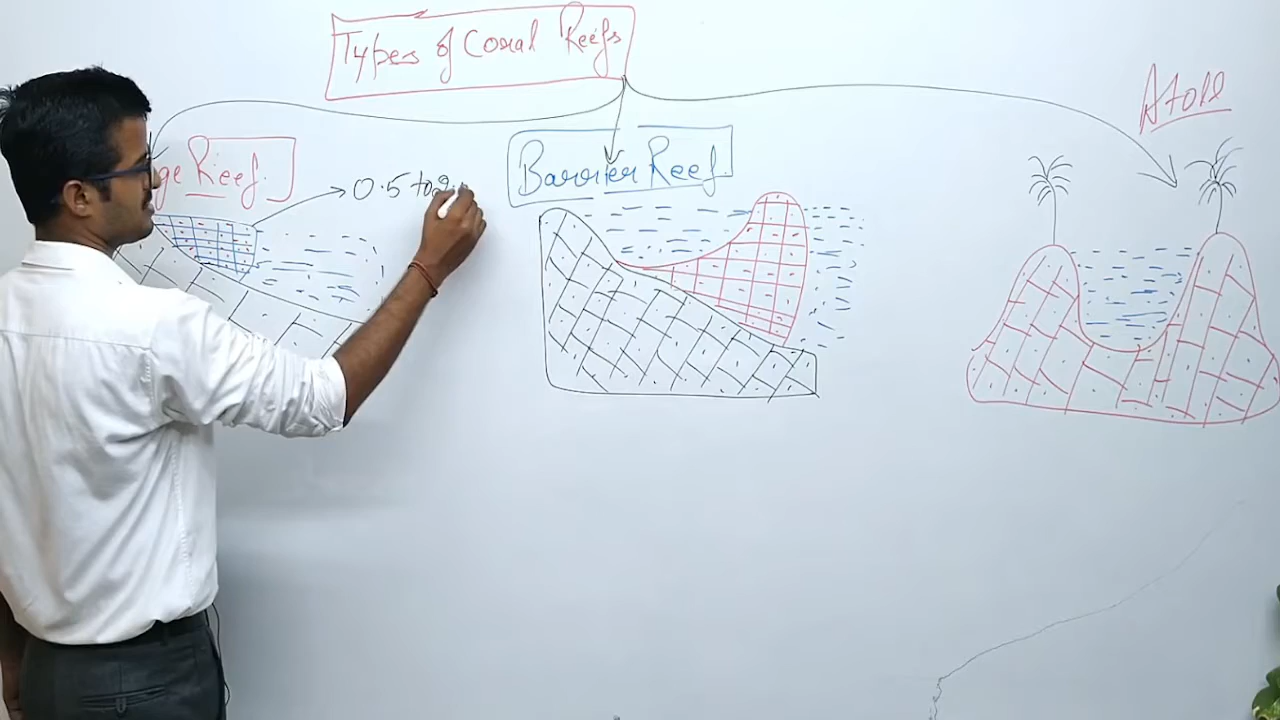 Types of Coral Reefs
Atoll
Barrier Reef
ge Reef
0.5 to